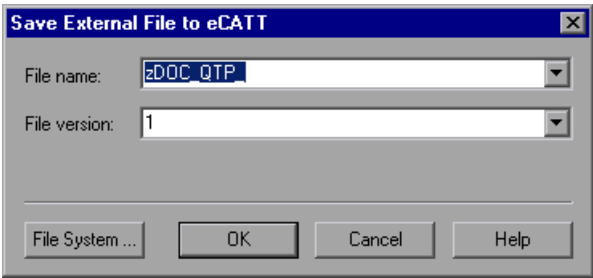 Save External File to eCATT
File name: zDOC_QTP_
File version: 1
File System ... OK Cancel Help